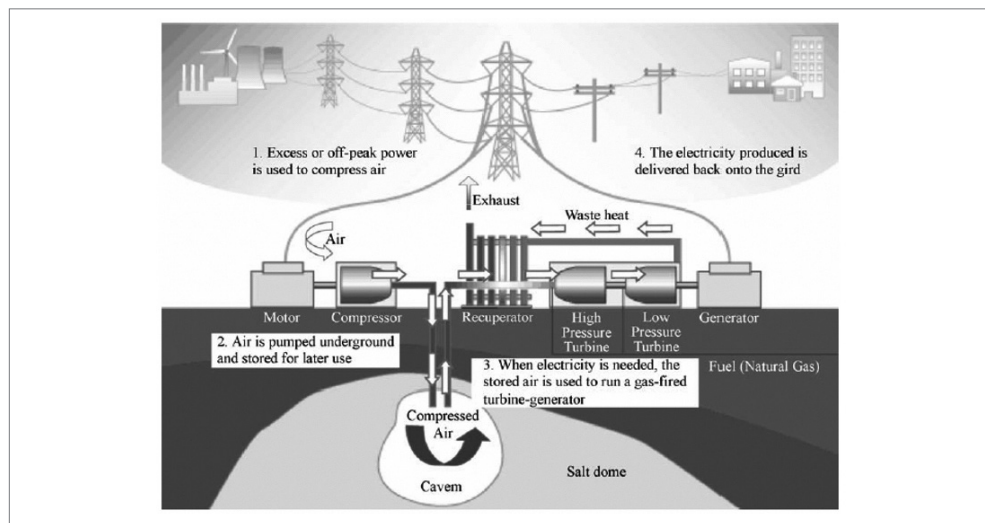 1. Excess or off-peak power
is used to compress air
4. The electricity produced is
delivered back onto the gird
Exhaust
Waste heat
Air
Motor
Compressor
Recuperator
High
Pressure
Turbine
Low
Pressure
Turbine
Generator
2. Air is pumped underground
and stored for later use
3. When electricity is needed, the
stored air is used to run a gas-fired
turbine-generator
Fuel (Natural Gas)
Compressed
Air
Cavem
Salt dome